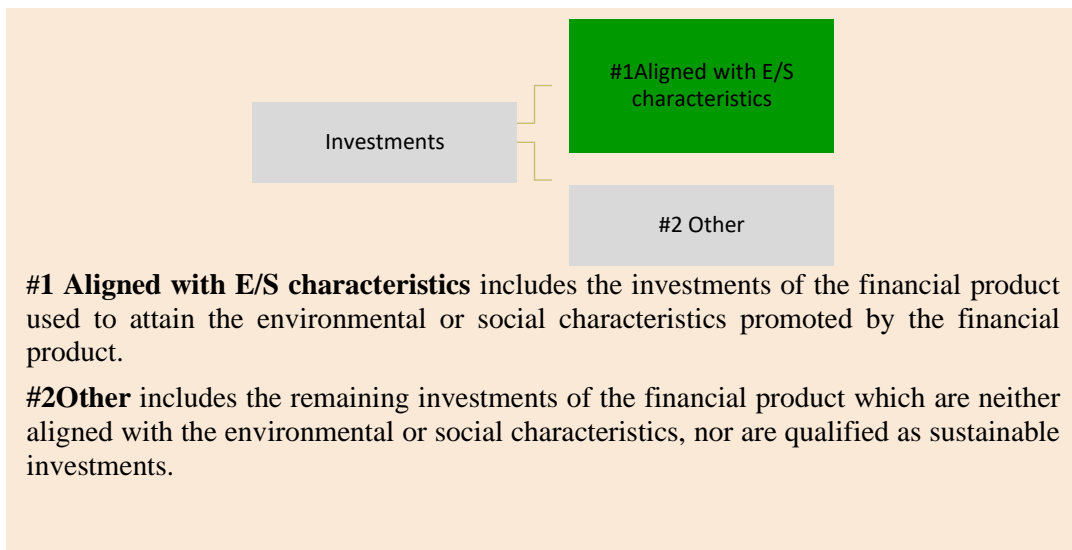 #1Aligned with E/S
characteristics
Investments
#2 Other
#1 Aligned with E/S characteristics includes the investments of the financial product
used to attain the environmental or social characteristics promoted by the financial
product.
#2Other includes the remaining investments of the financial product which are neither
aligned with the environmental or social characteristics, nor are qualified as sustainable
investments.